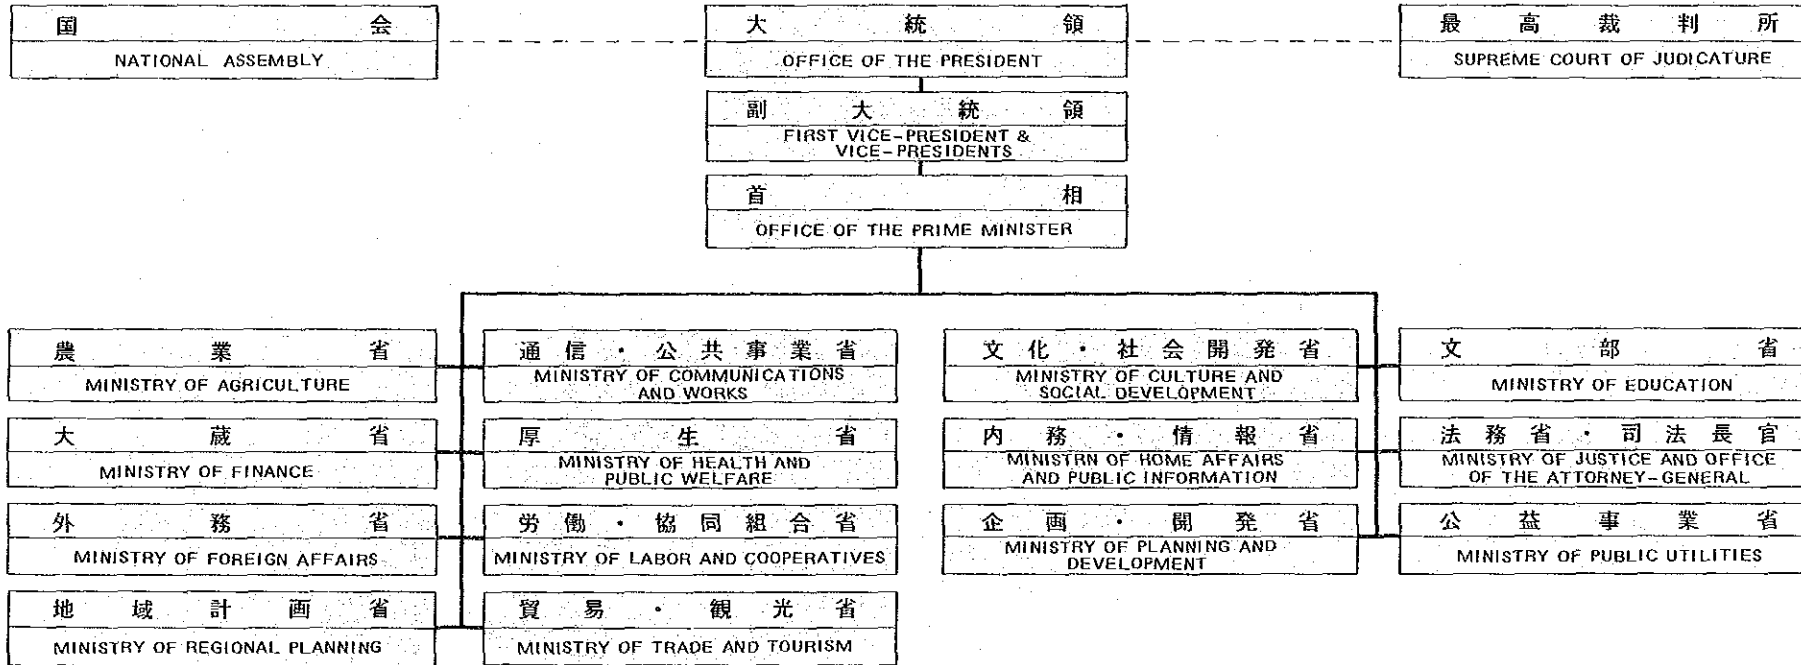 国会
NATIONAL ASSEMBLY
大統領
OFFICE OF THE PRESIDENT
最高裁判所
SUPREME COURT OF JUDICATURE
副大統領
FIRST VICE-PRESIDENT &
VICE-PRESIDENTS
首相
OFFICE OF THE PRIME MINISTER
農業省
MINISTRY OF AGRICULTURE
通信・公共事業省
MINISTRY OF COMMUNICATIONS
AND WORKS
文化・社会開発省
MINISTRY OF CULTURE AND
SOCIAL DEVELOPMENT
文部省
MINISTRY OF EDUCATION
大蔵省
MINISTRY OF FINANCE
厚生省
MINISTRY OF HEALTH AND
PUBLIC WELFARE
内務・情報省
MINISTRN OF HOME AFFAIRS
AND PUBLIC INFORMATION
法務省・司法長官
MINISTRY OF JUSTICE AND OFFICE
OF THE ATTORNEY-GENERAL
外務省
MINISTRY OF FOREIGN AFFAIRS
労働・協同組合省
MINISTRY OF LABOR AND COOPERATIVES
企画・開発省
MINISTRY OF PLANNING AND
DEVELOPMENT
公益事業省
MINISTRY OF PUBLIC UTILITIES
地域計画省
MINISTRY OF REGIONAL PLANNING
貿易・観光省
MINISTRY OF TRADE AND TOURISM